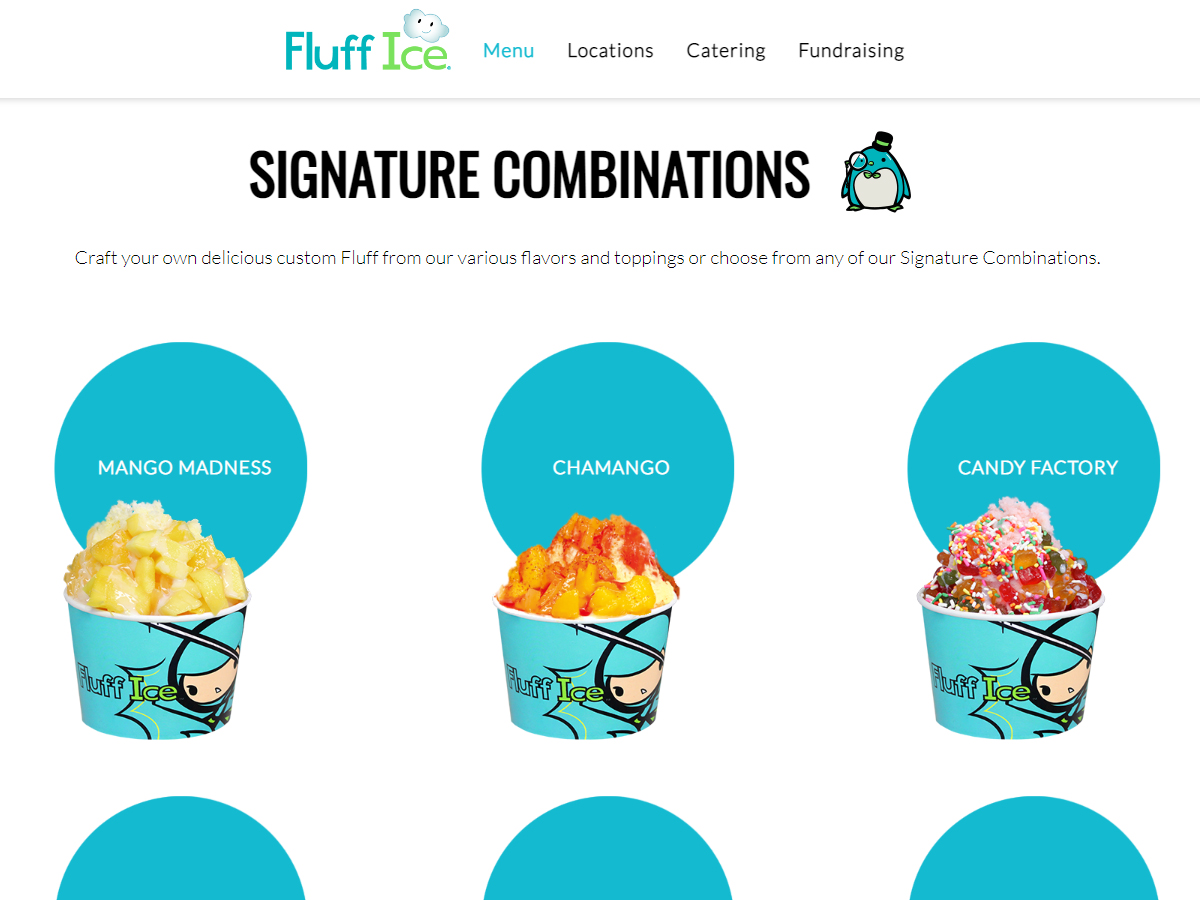 Fluff Ice.
Menu
Locations
Catering
Fundraising
SIGNATURE COMBINATIONS
Craft your own delicious custom Fluff from our various flavors and toppings or choose from any of our Signature Combinations.
MANGO MADNESS
CHAMANGO
CANDY FACTORY
Fluff Ice
Fluff Ice
Fluff Ice